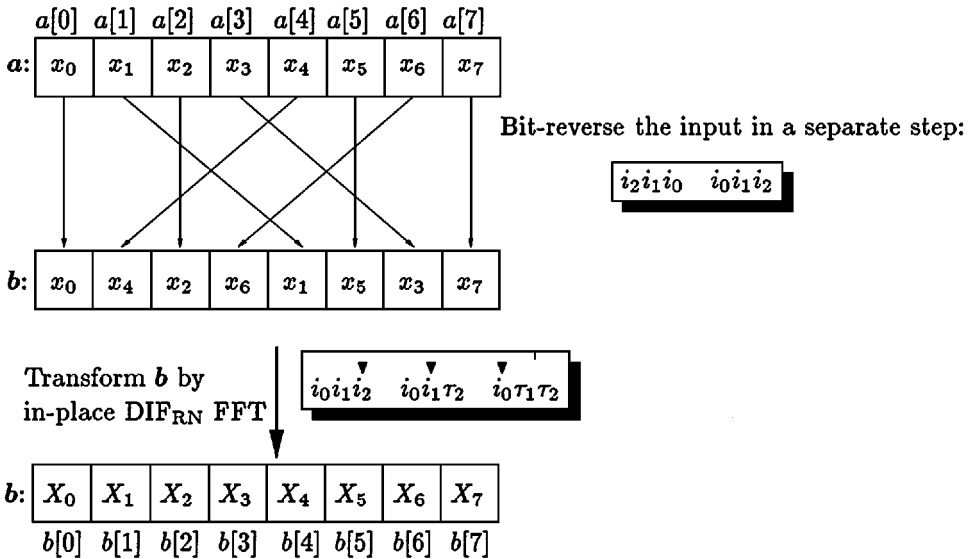 a[0] a[1] a[2] a[3] a[4] a[5] a[6] a[7]
a: x₀ x₁ x₂ x₃ x₄ x₅ x₆ x₇
Bit-reverse the input in a separate step:
i₂i₁i₀ i₀i₁i₂
b: x₀ x₄ x₂ x₆ x₁ x₅ x₃ x₇
Transform b by
in-place DIF_RN FFT
i₀i₁i₂ i₀i₁τ₂ i₀τ₁τ₂
b: X₀ X₁ X₂ X₃ X₄ X₅ X₆ X₇
b[0] b[1] b[2] b[3] b[4] b[5] b[6] b[7]